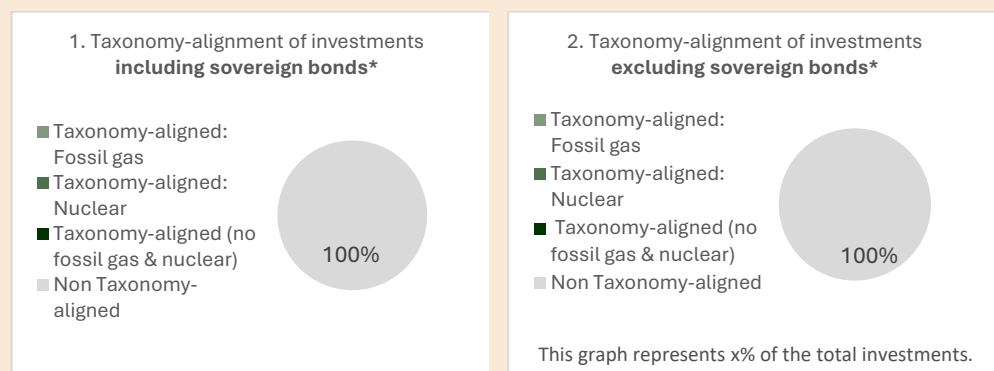 1. Taxonomy-alignment of investments
including sovereign bonds*
Taxonomy-aligned:
Fossil gas
Taxonomy-aligned:
Nuclear
Taxonomy-aligned (no
fossil gas & nuclear)
Non Taxonomy-
aligned
100%
2. Taxonomy-alignment of investments
excluding sovereign bonds*
Taxonomy-aligned:
Fossil gas
Taxonomy-aligned:
Nuclear
Taxonomy-aligned (no
fossil gas & nuclear)
Non Taxonomy-aligned
100%
This graph represents x% of the total investments.